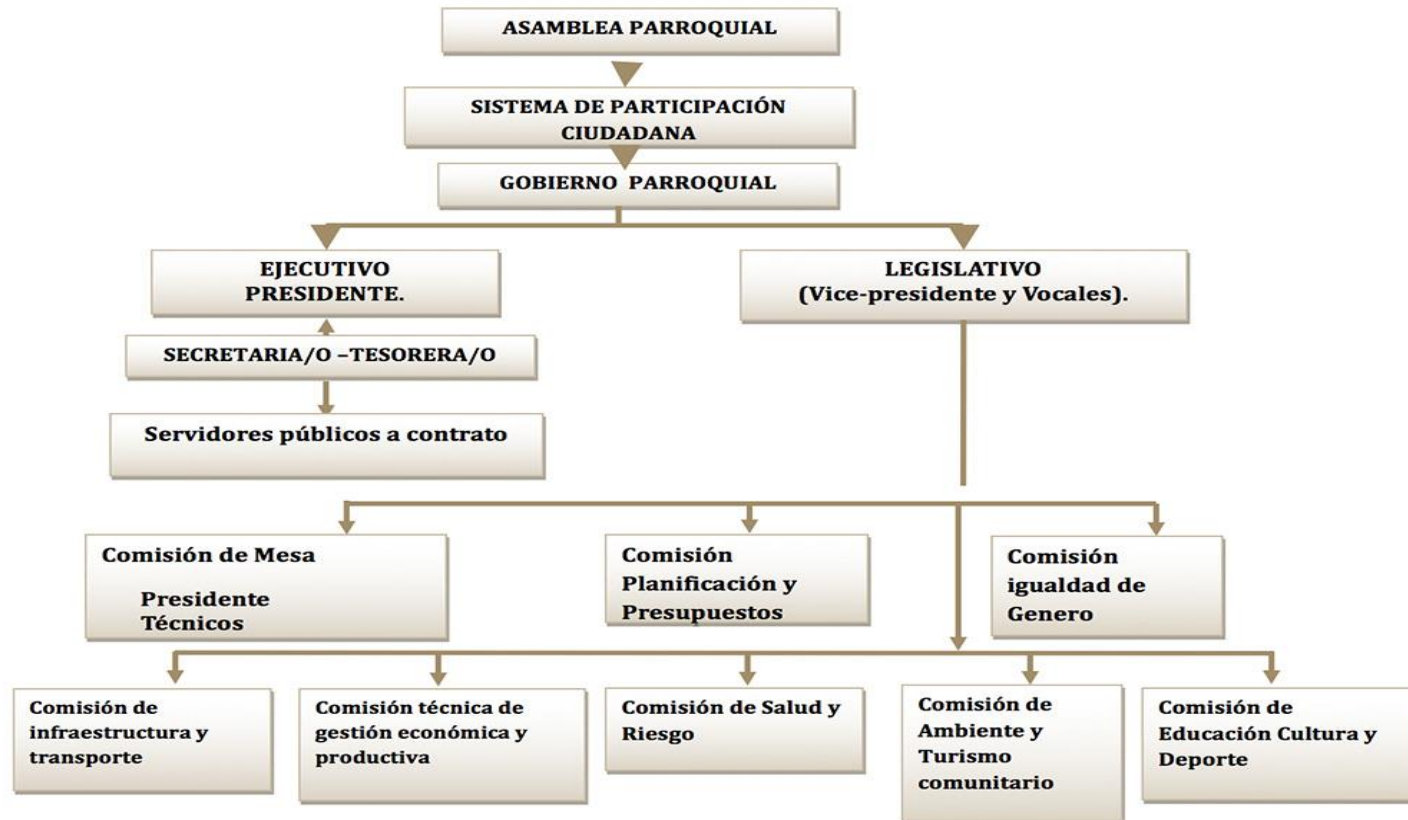 ASAMBLEA PARROQUIAL
SISTEMA DE PARTICIPACIÓN
CIUDADANA
GOBIERNO PARROQUIAL
EJECUTIVO
PRESIDENTE.
LEGISLATIVO
(Vice-presidente y Vocales).
SECRETARIA/O –TESORERA/O
Servidores públicos a contrato
Comisión de Mesa
Presidente
Técnicos
Comisión
Planificación y
Presupuestos
Comisión
igualdad de
Genero
Comisión de
infraestructura y
transporte
Comisión técnica de
gestión económica y
productiva
Comisión de Salud y
Riesgo
Comisión de
Ambiente y
Turismo
comunitario
Comisión de
Educación Cultura y
Deporte